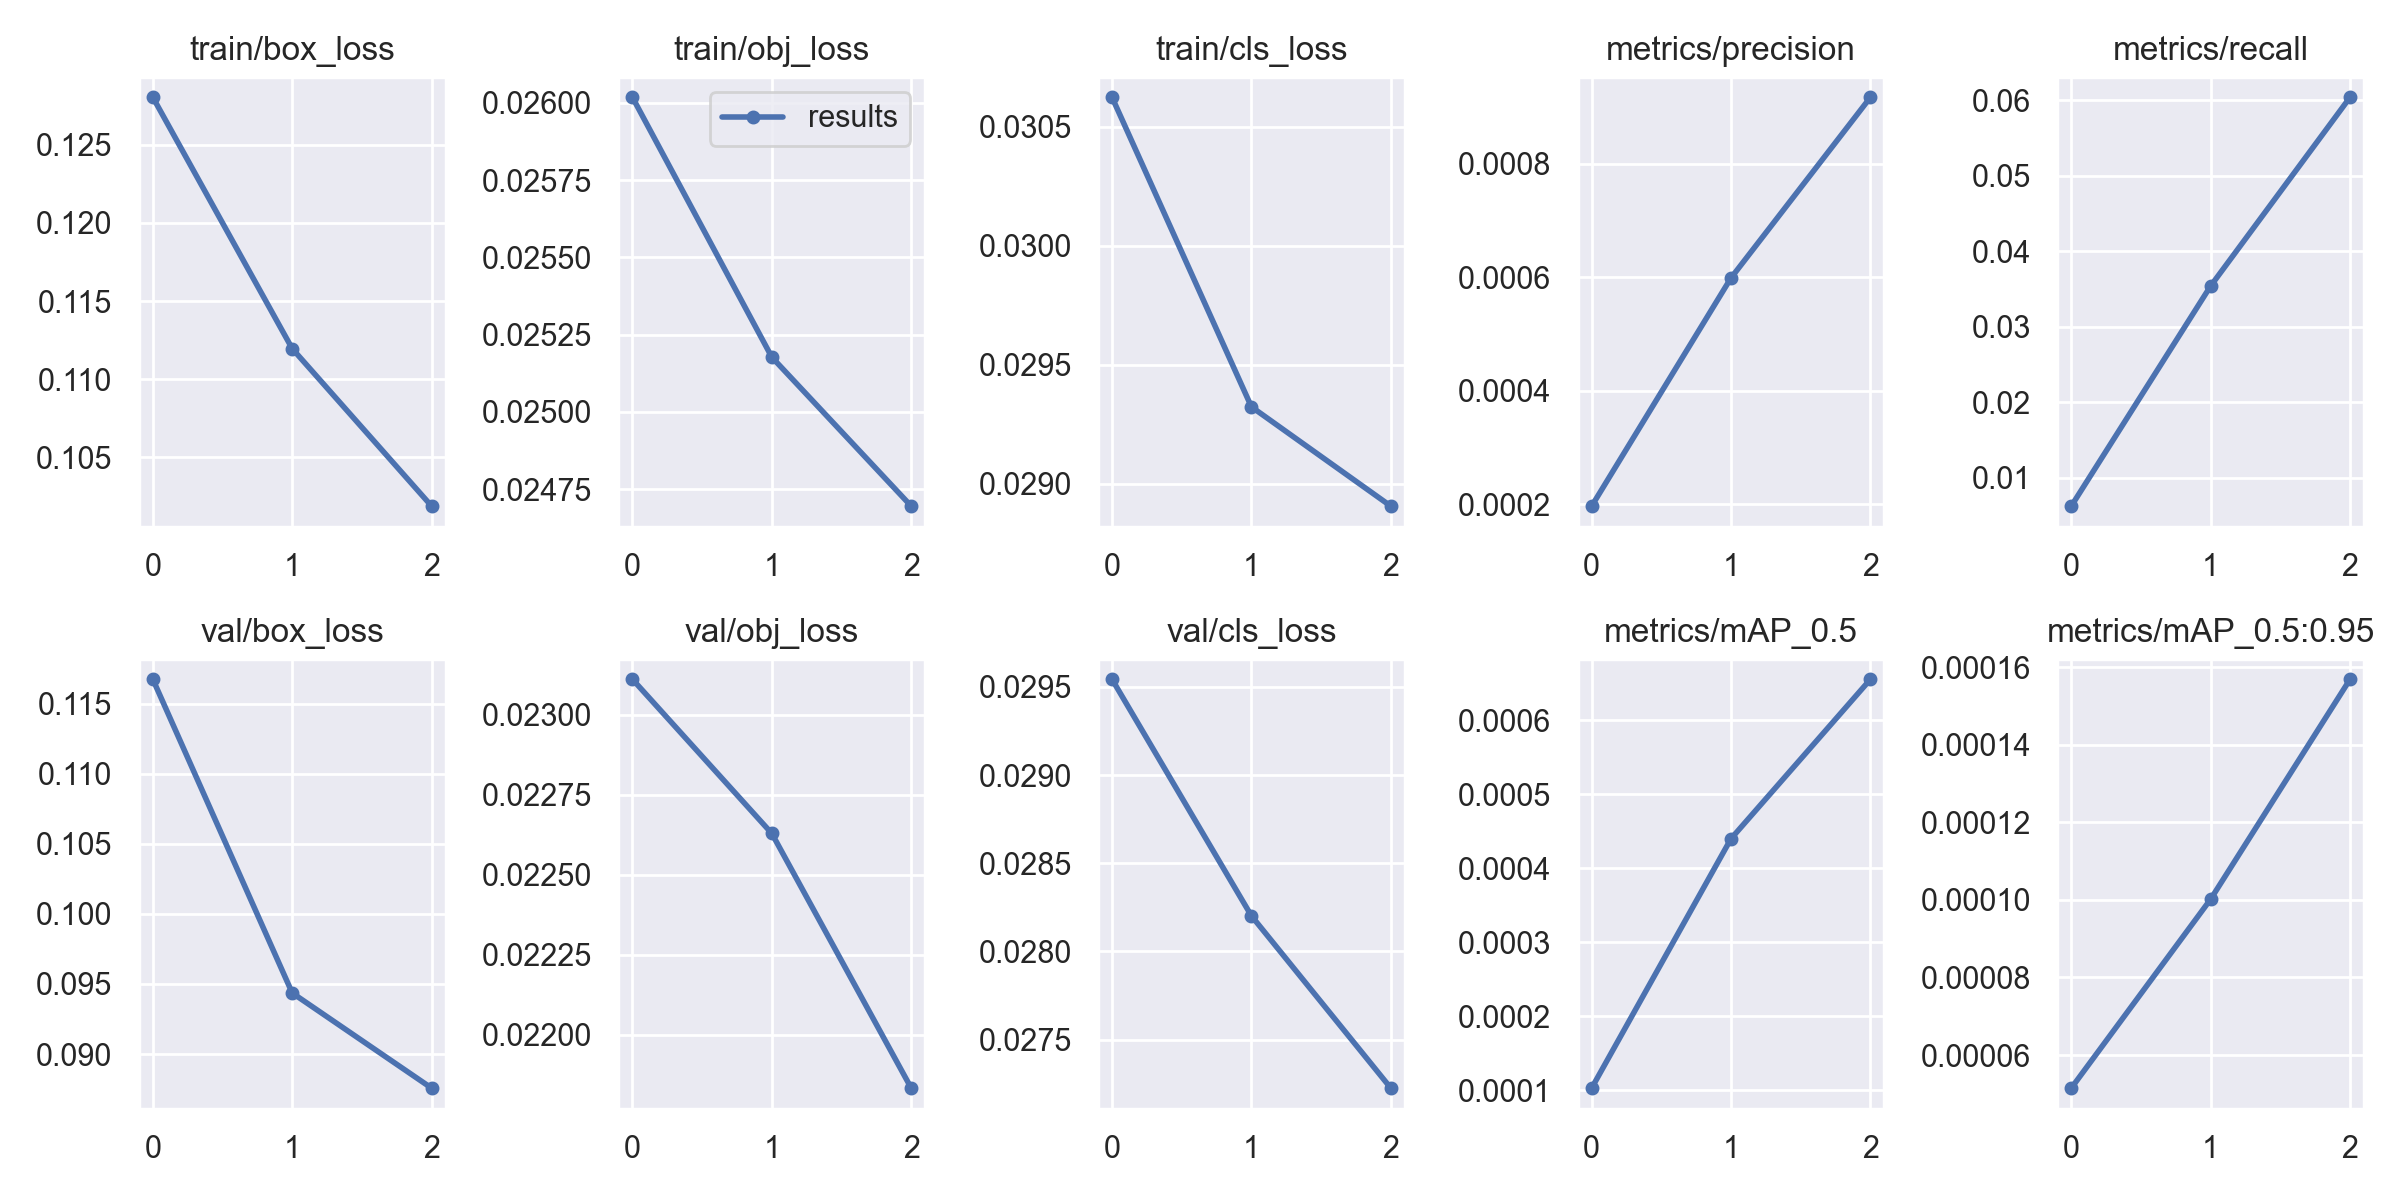 train/box_loss
0.125
0.120
0.115
0.110
0.105
0 1 2
train/obj_loss
results
0.02600
0.02575
0.02550
0.02525
0.02500
0.02475
0 1 2
train/cls_loss
0.0305
0.0300
0.0295
0.0290
0 1 2
metrics/precision
0.0008
0.0006
0.0004
0.0002
0 1 2
metrics/recall
0.06
0.05
0.04
0.03
0.02
0.01
0 1 2
val/box_loss
0.115
0.110
0.105
0.100
0.095
0.090
0 1 2
val/obj_loss
0.02300
0.02275
0.02250
0.02225
0.02200
0 1 2
val/cls_loss
0.0295
0.0290
0.0285
0.0280
0.0275
0 1 2
metrics/mAP_0.5
0.0006
0.0005
0.0004
0.0003
0.0002
0.0001
0 1 2
metrics/mAP_0.5:0.95
0.00016
0.00014
0.00012
0.00010
0.00008
0.00006
0 1 2